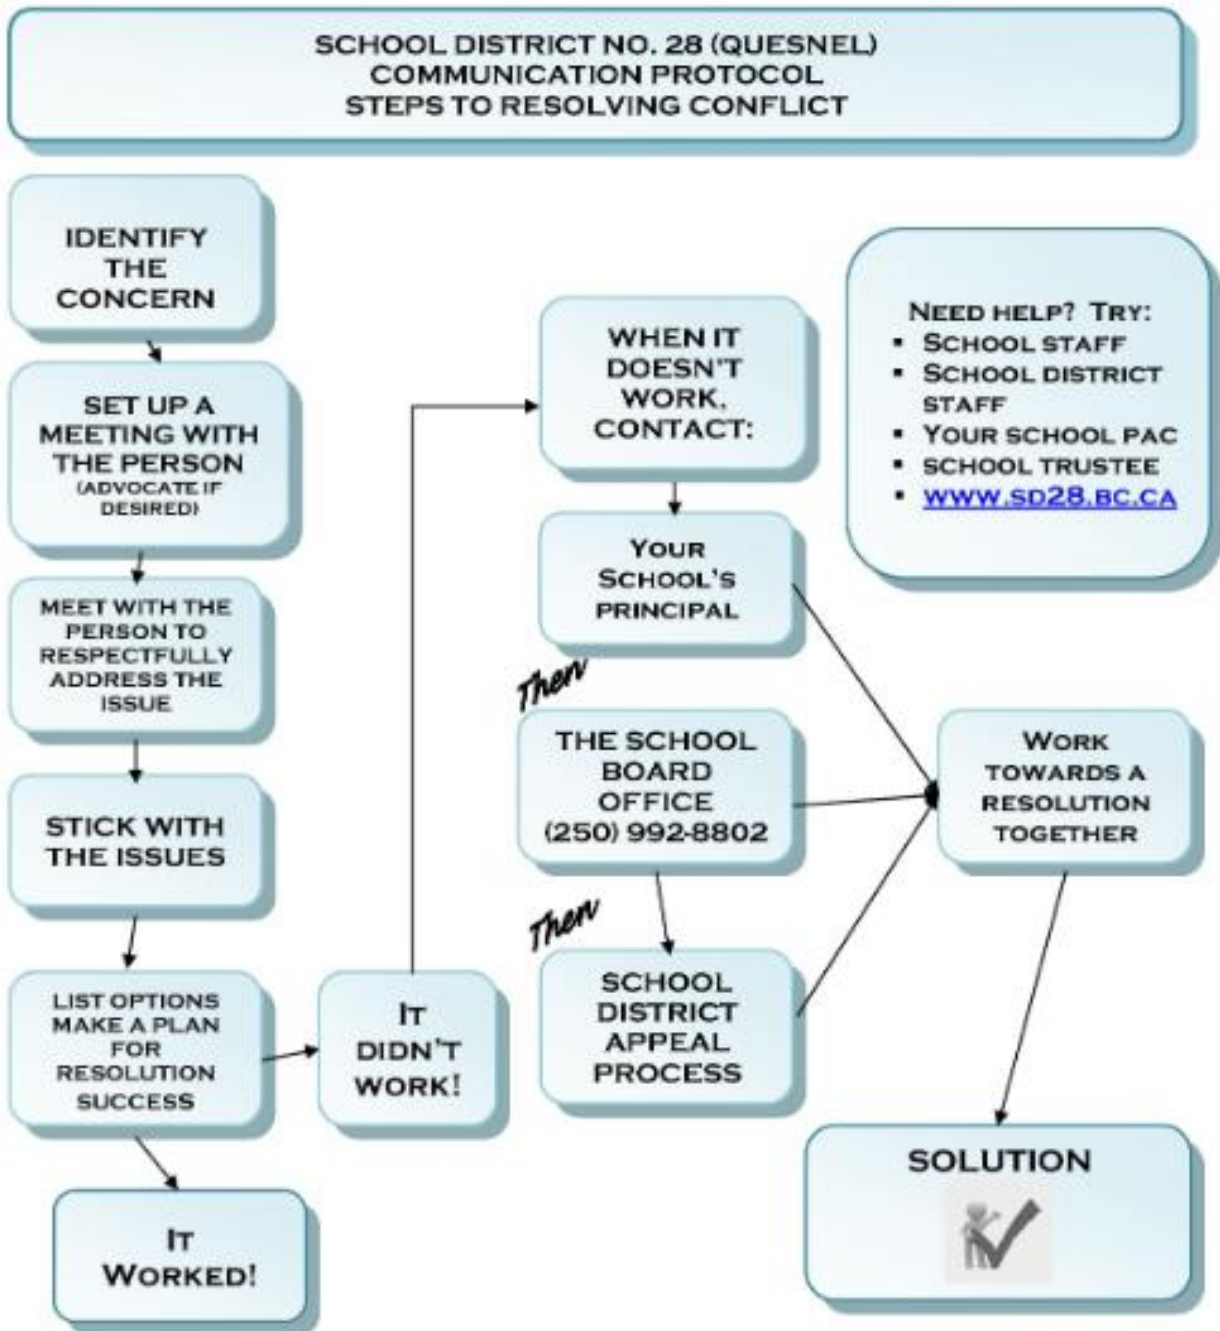 SCHOOL DISTRICT NO. 28 (QUESNEL)
COMMUNICATION PROTOCOL
STEPS TO RESOLVING CONFLICT
IDENTIFY
THE
CONCERN
SET UP A
MEETING WITH
THE PERSON
(ADVOCATE IF
DESIRED)
MEET WITH THE
PERSON TO
RESPECTFULLY
ADDRESS THE
ISSUE
STICK WITH
THE ISSUES
LIST OPTIONS
MAKE A PLAN
FOR
RESOLUTION
SUCCESS
IT
WORKED!
IT
DIDN'T
WORK!
WHEN IT
DOESN'T
WORK,
CONTACT:
YOUR
SCHOOL'S
PRINCIPAL
Then
THE SCHOOL
BOARD
OFFICE
(250) 992-8802
Then
SCHOOL
DISTRICT
APPEAL
PROCESS
NEED HELP? TRY:
▪ SCHOOL STAFF
▪ SCHOOL DISTRICT
STAFF
▪ YOUR SCHOOL PAC
▪ SCHOOL TRUSTEE
▪ WWW.SD28.BC.CA
WORK
TOWARDS A
RESOLUTION
TOGETHER
SOLUTION